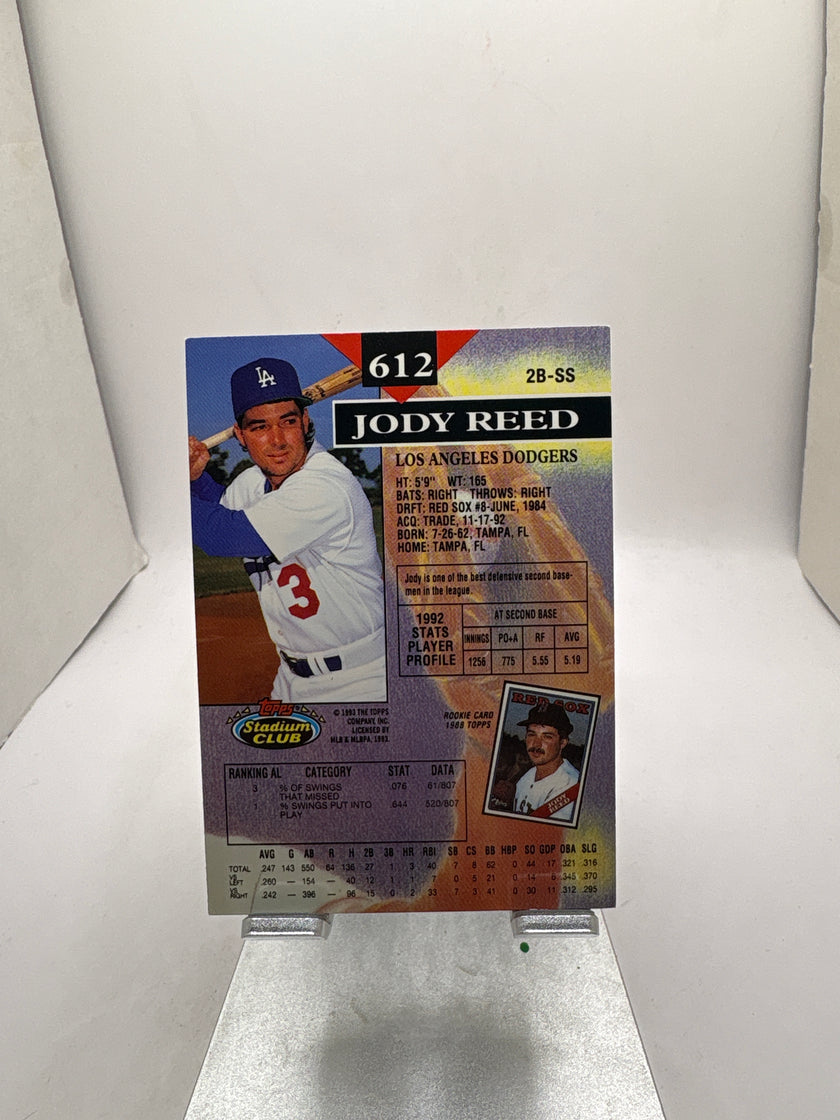 612
2B-SS
JODY REED
LOS ANGELES DODGERS
HT: 5'9" WT: 165
BATS: RIGHT THROWS: RIGHT
DRFT: RED SOX #8-JUNE, 1984
ACQ: TRADE, 11-17-92
BORN: 7-26-62, TAMPA, FL
HOME: TAMPA, FL
Jody is one of the best defensive second base-
men in the league.
1992
STATS
PLAYER
PROFILE
AT SECOND BASE
INNINGS PO+A RF AVG
1256 775 5.55 5.19
LA
3
Topps
Stadium
CLUB
© 1993 THE TOPPS
COMPANY, INC.
LICENSED BY
MLB & MLBPA, 1993.
ROOKIE CARD
1988 TOPPS
RED SOX
JODY REED
RANKING AL CATEGORY STAT DATA
3 % OF SWINGS THAT MISSED .076 61/807
1 % SWINGS PUT INTO PLAY .644 520/807
AVG G AB R H 2B 3B HR RBI SB CS BB HBP SO GDP OBA SLG
TOTAL .247 143 550 64 136 27 1 3 40 7 8 62 0 44 17 .321 .316
VS. LEFT .260 — 154 — 40 12 1 1 7 0 5 21 0 14 6 .345 .370
VS. RIGHT .242 — 396 — 96 15 0 2 33 7 3 41 0 30 11 .312 .295